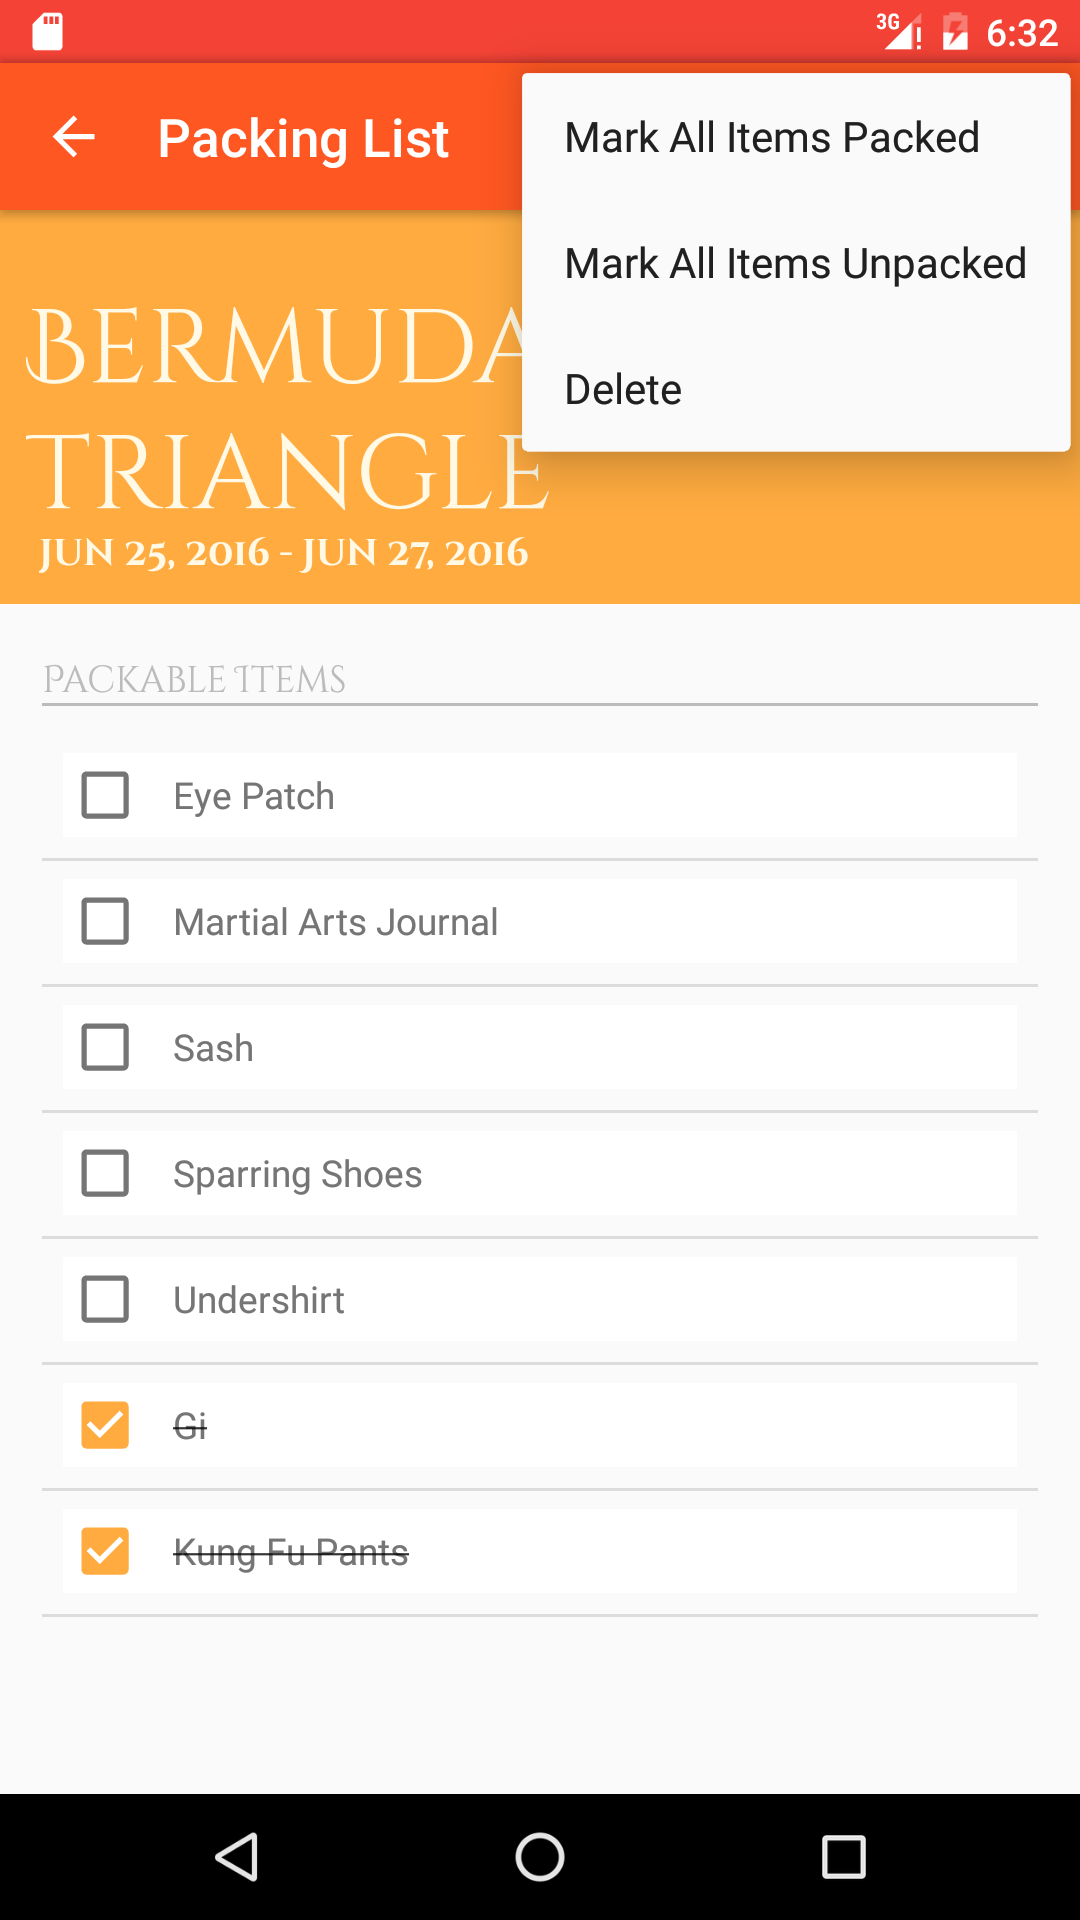 3G 6:32
Packing List
Mark All Items Packed
Mark All Items Unpacked
Delete
Bermuda
Triangle
Jun 25, 2016 - Jun 27, 2016
Packable Items
Eye Patch
Martial Arts Journal
Sash
Sparring Shoes
Undershirt
Gi
Kung Fu Pants